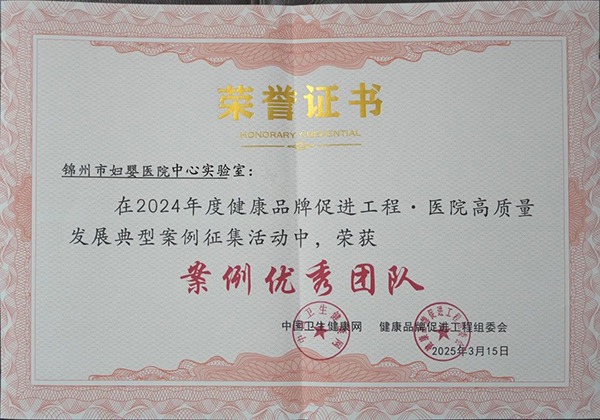 荣誉证书
HONORARY CREDENTIAL
锦州市妇婴医院中心实验室：
在2024年度健康品牌促进工程·医院高质量
发展典型案例征集活动中，荣获
案例优秀团队
中国卫生健康网 健康品牌促进工程组委会
2025年3月15日